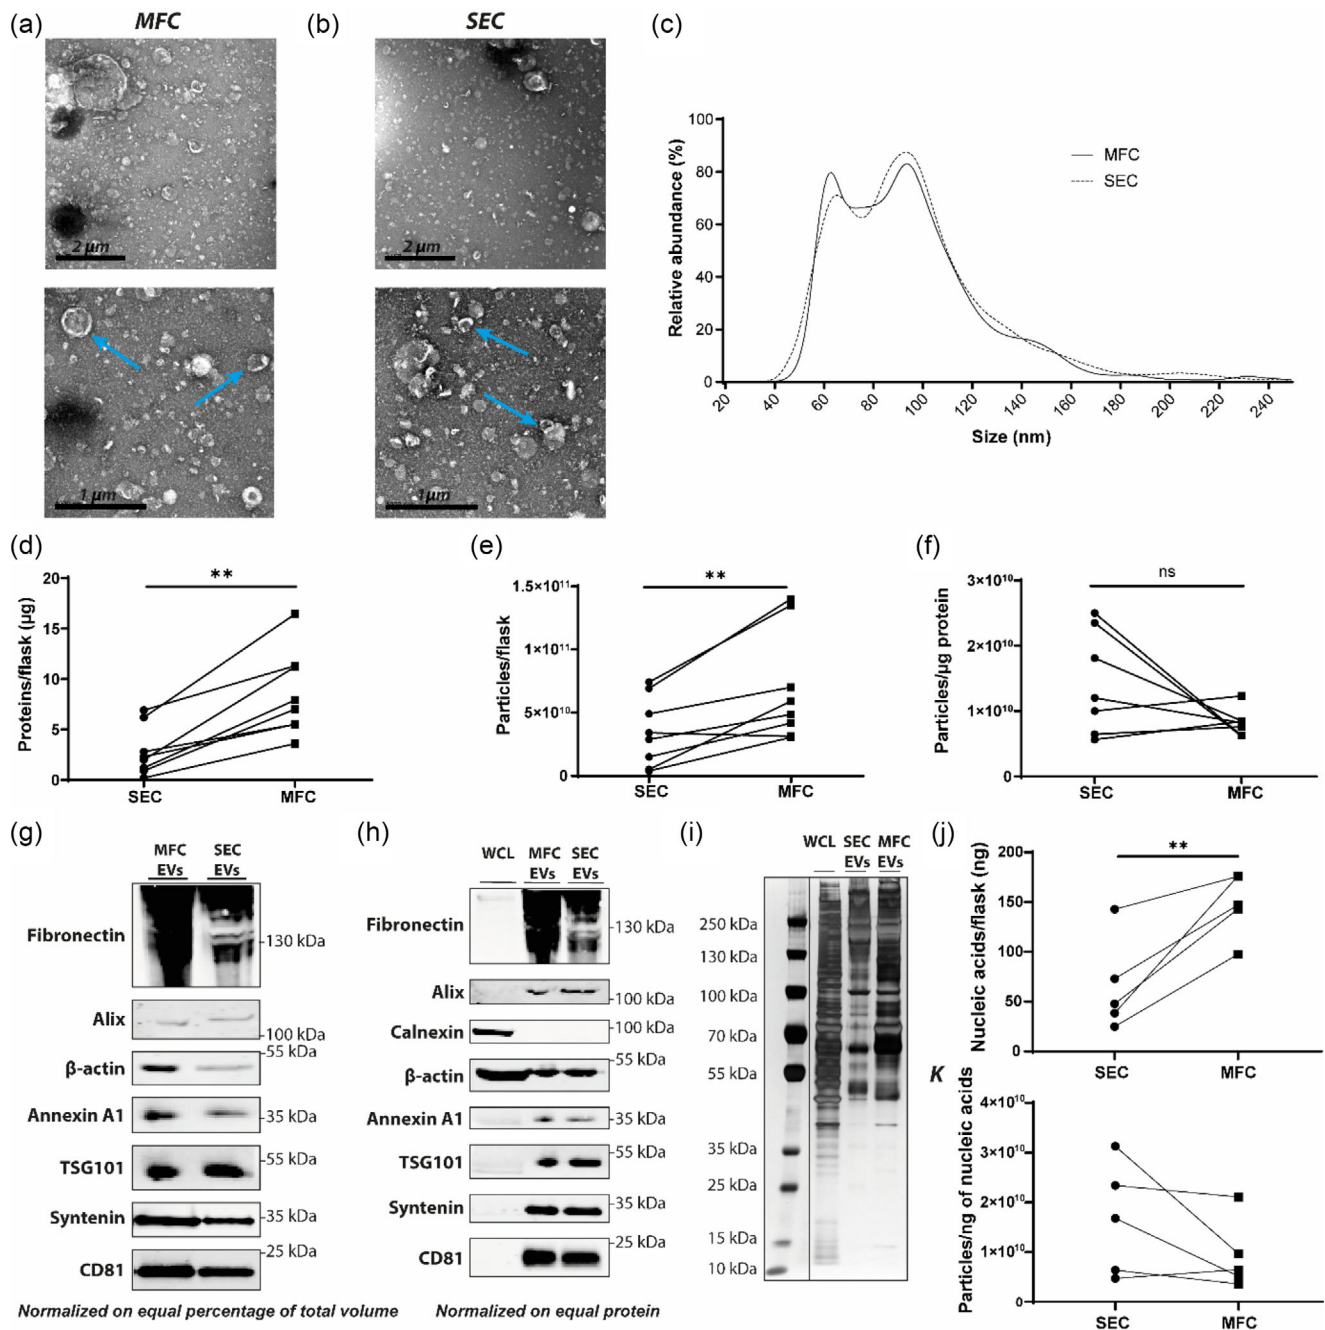 (a)
MFC
(b)
SEC
(c)
2 µm
2 µm
1 µm
1µm
Relative abundance (%)
100
80
60
40
20
0
20 40 60 80 100 120 140 160 180 200 220 240
Size (nm)
MFC
SEC
(d)
Proteins/flask (µg)
20
15
10
5
0
**
SEC MFC
(e)
Particles/flask
1.5×10¹¹
1×10¹¹
5×10¹⁰
0
**
SEC MFC
(f)
Particles/µg protein
3×10¹⁰
2×10¹⁰
1×10¹⁰
0
ns
SEC MFC
(g)
MFC EVs
SEC EVs
Fibronectin 130 kDa
Alix 100 kDa
β-actin 55 kDa
Annexin A1 35 kDa
TSG101 55 kDa
Syntenin 35 kDa
CD81 25 kDa
Normalized on equal percentage of total volume
(h)
WCL
MFC EVs
SEC EVs
Fibronectin 130 kDa
Alix 100 kDa
Calnexin 100 kDa
β-actin 55 kDa
Annexin A1 35 kDa
TSG101 55 kDa
Syntenin 35 kDa
CD81 25 kDa
Normalized on equal protein
(i)
WCL
SEC EVs
MFC EVs
250 kDa
130 kDa
100 kDa
70 kDa
55 kDa
35 kDa
25 kDa
15 kDa
10 kDa
(j)
Nucleic acids/flask (ng)
200
150
100
50
0
**
SEC MFC
K
Particles/ng of nucleic acids
4×10¹⁰
3×10¹⁰
2×10¹⁰
1×10¹⁰
0
SEC MFC